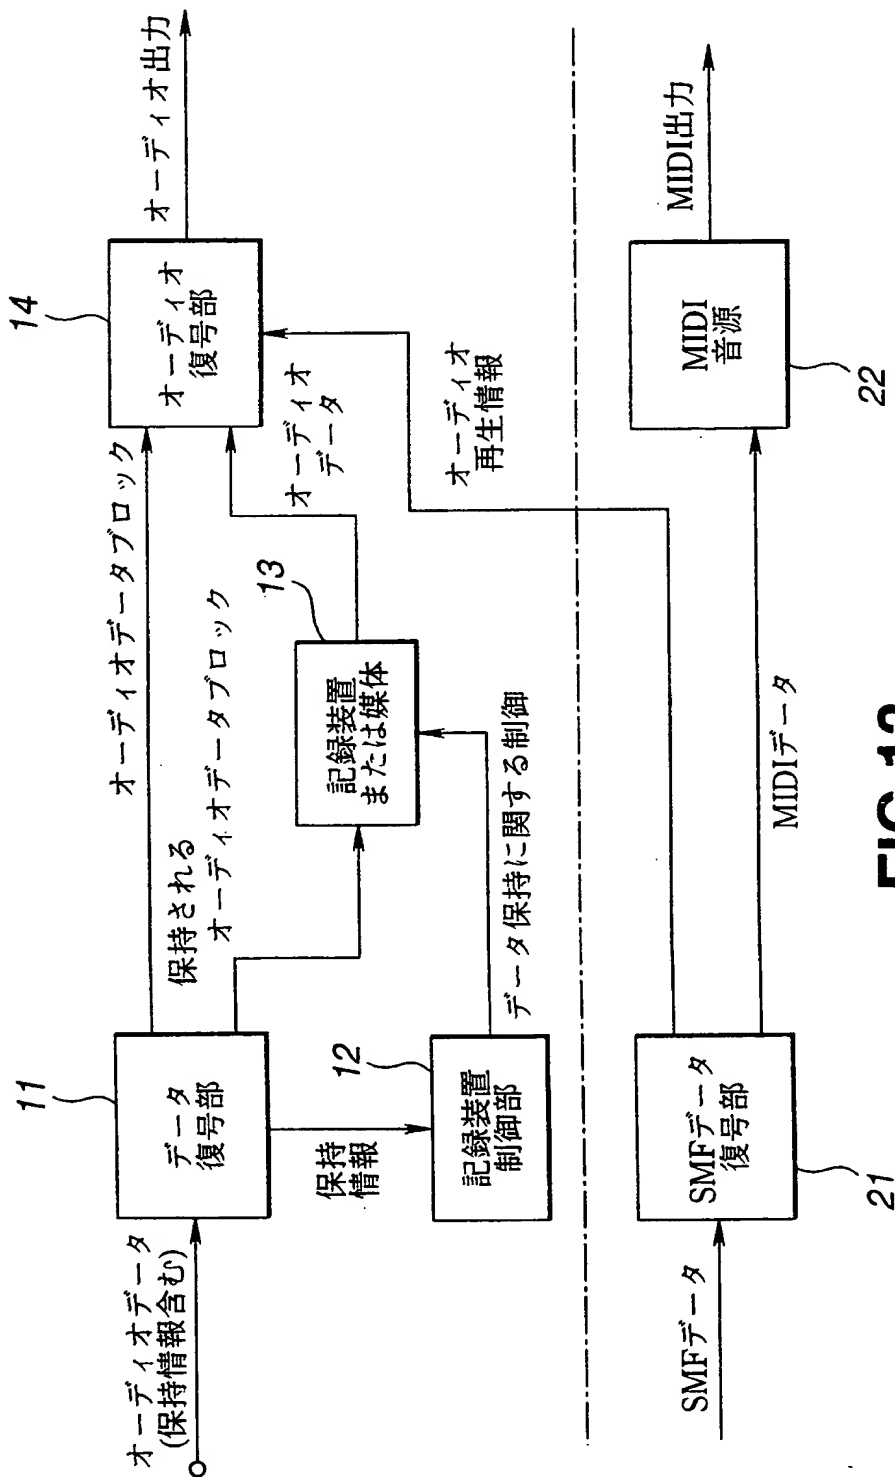 オーディオデータ
(保持情報含む)
11
データ
復号部
オーディオデータブロック
保持される
オーディオデータブロック
保持
情報
12
記録装置
制御部
データ保持に関する制御
13
記録装置
または媒体
オーディオ
データ
14
オーディオ
復号部
オーディオ出力
オーディオ
再生情報
SMFデータ
SMFデータ
復号部
21
MIDIデータ
MIDI
音源
22
MIDI出力